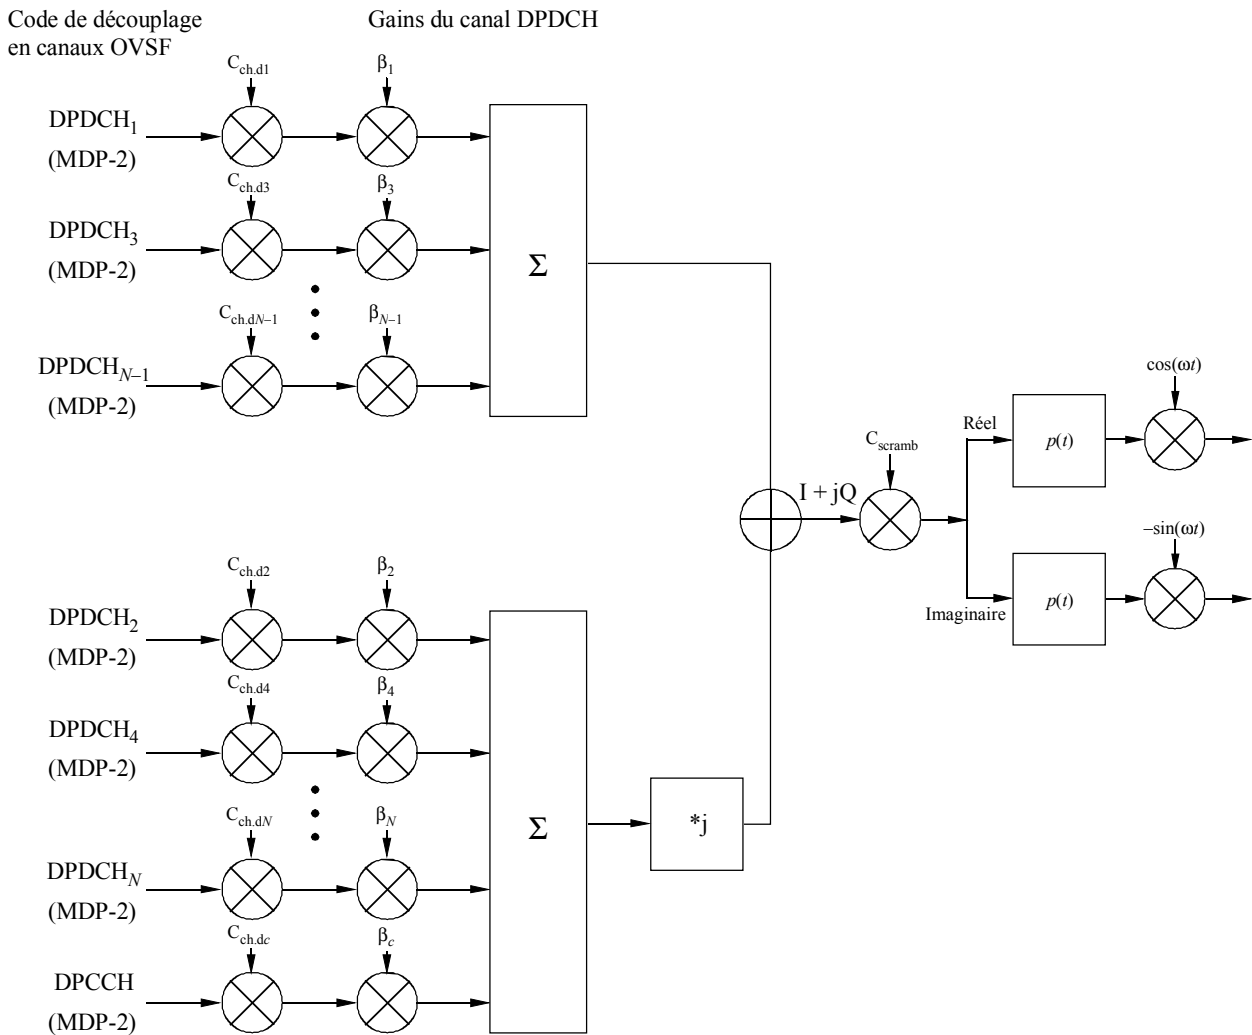 Code de découplage
en canaux OVSF
Gains du canal DPDCH
C_ch.d1
β_1
DPDCH_1
(MDP-2)
C_ch.d3
β_3
DPDCH_3
(MDP-2)
Σ
C_ch.dN–1
β_N–1
DPDCH_N–1
(MDP-2)
cos(ωt)
Réel
p(t)
C_scramb
I + jQ
–sin(ωt)
Imaginaire
p(t)
C_ch.d2
β_2
DPDCH_2
(MDP-2)
C_ch.d4
β_4
DPDCH_4
(MDP-2)
Σ
*j
C_ch.dN
β_N
DPDCH_N
(MDP-2)
C_ch.dc
β_c
DPCCH
(MDP-2)